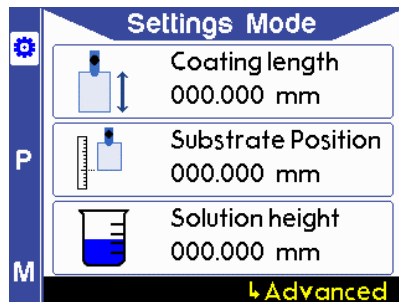 Settings Mode
Coating length
000.000 mm
P
Substrate Position
000.000 mm
Solution height
000.000 mm
M
↳Advanced